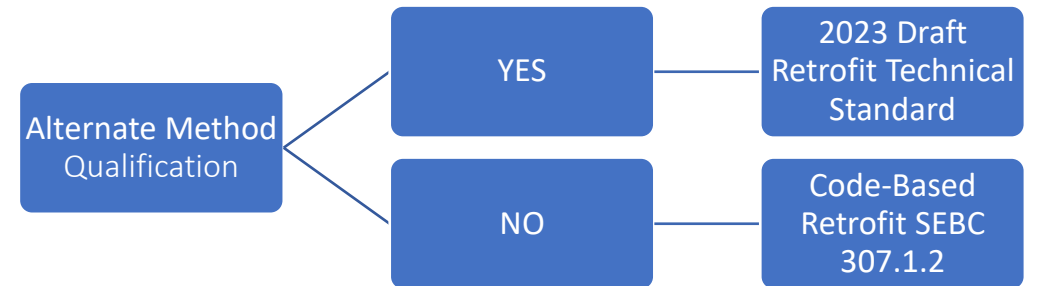 Alternate Method
Qualification
YES
2023 Draft
Retrofit Technical
Standard
NO
Code-Based
Retrofit SEBC
307.1.2